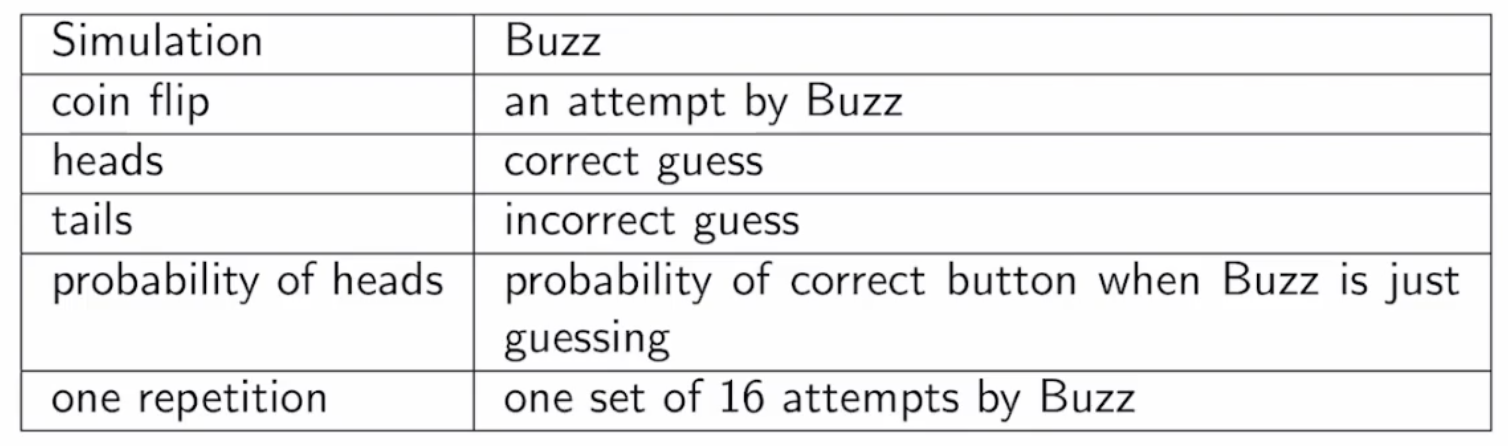 Simulation Buzz
coin flip an attempt by Buzz
heads correct guess
tails incorrect guess
probability of heads probability of correct button when Buzz is just
guessing
one repetition one set of 16 attempts by Buzz